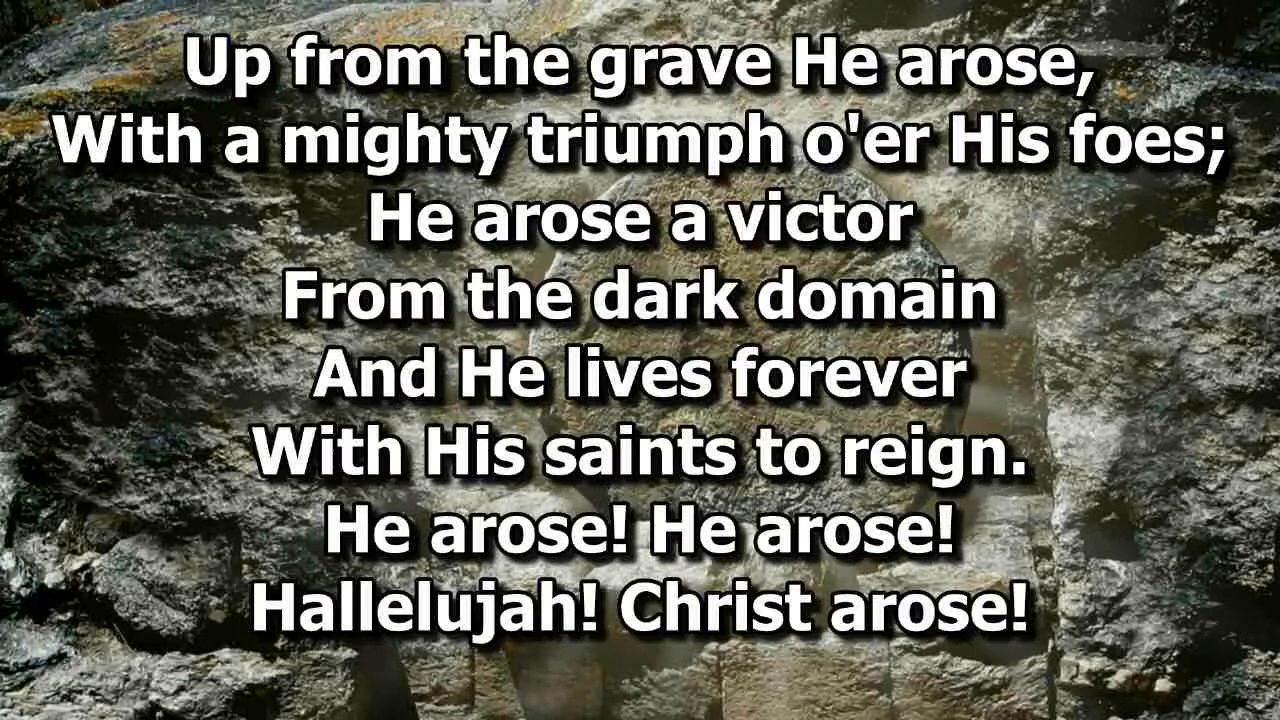 Up from the grave He arose,
With a mighty triumph o'er His foes;
He arose a victor
From the dark domain
And He lives forever
With His saints to reign.
He arose! He arose!
Hallelujah! Christ arose!